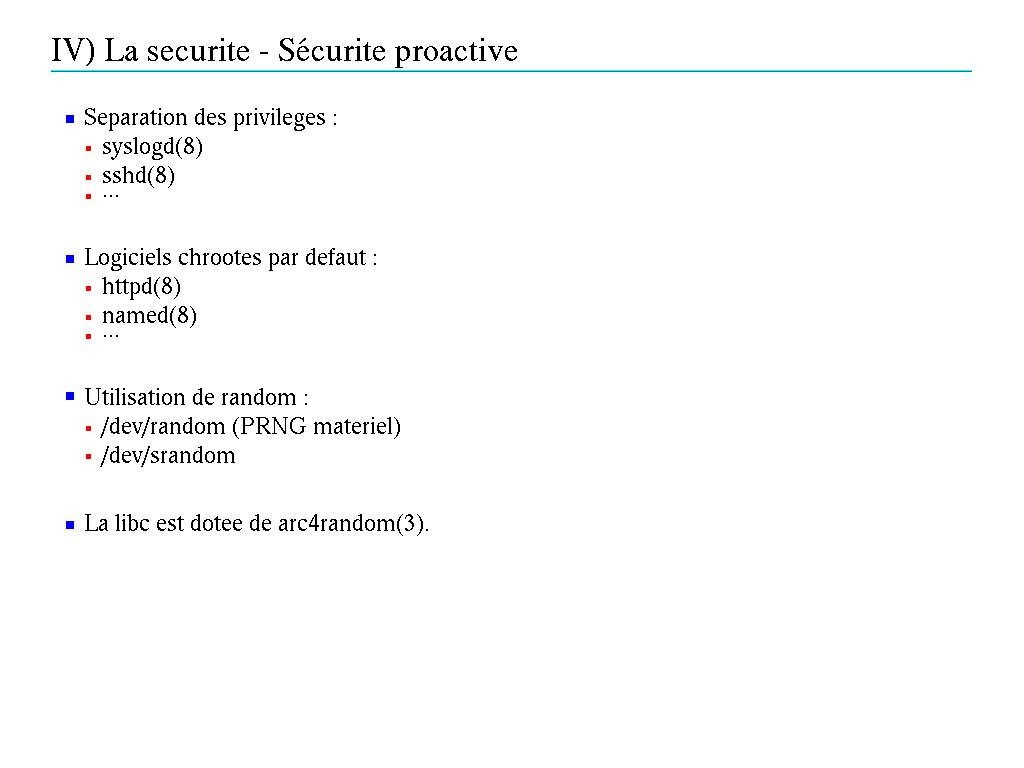 IV) La securite - Sécurite proactive
Separation des privileges :
syslogd(8)
sshd(8)
...
Logiciels chrootes par defaut :
httpd(8)
named(8)
...
Utilisation de random :
/dev/random (PRNG materiel)
/dev/srandom
La libc est dotee de arc4random(3).